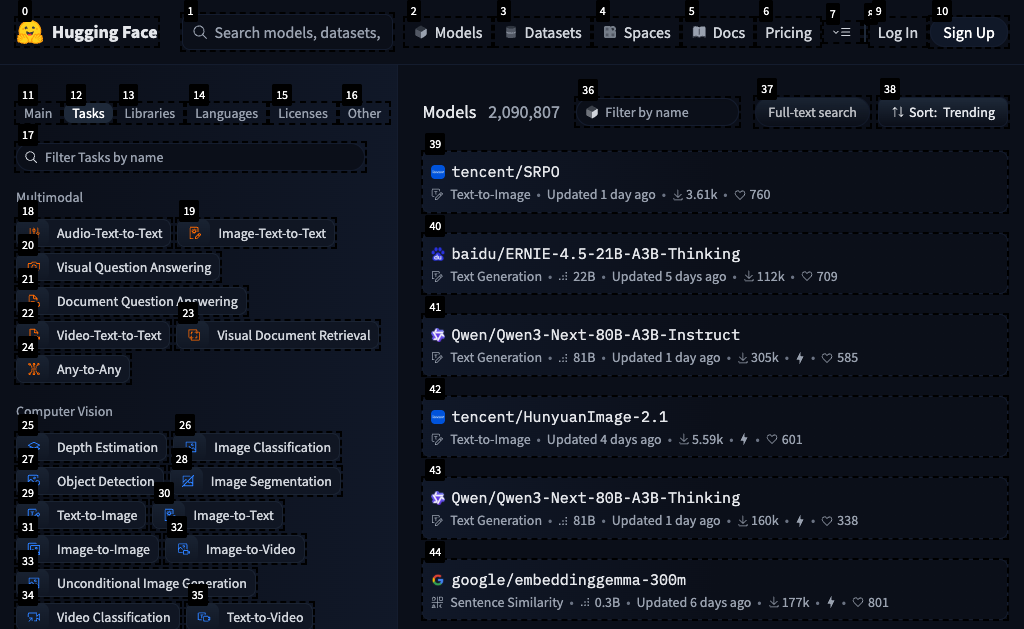 0 1 2 3 4 5 6 7 8 9 10
Hugging Face Search models, datasets, Models Datasets Spaces Docs Pricing Log In Sign Up
11 12 13 14 15 16
Main Tasks Libraries Languages Licenses Other
17
Filter Tasks by name
Multimodal
18 19
Audio-Text-to-Text Image-Text-to-Text
20
Visual Question Answering
21
Document Question Answering
22 23
Video-Text-to-Text Visual Document Retrieval
24
Any-to-Any
Computer Vision
25 26
Depth Estimation Image Classification
27 28
Object Detection Image Segmentation
29 30
Text-to-Image Image-to-Text
31 32
Image-to-Image Image-to-Video
33
Unconditional Image Generation
34 35
Video Classification Text-to-Video
36 37 38
Models 2,090,807 Filter by name Full-text search Sort: Trending
39
tencent/SRPO
Text-to-Image • Updated 1 day ago • 3.61k • 760
40
baidu/ERNIE-4.5-21B-A3B-Thinking
Text Generation • 22B • Updated 5 days ago • 112k • 709
41
Qwen/Qwen3-Next-80B-A3B-Instruct
Text Generation • 81B • Updated 1 day ago • 305k • • 585
42
tencent/HunyuanImage-2.1
Text-to-Image • Updated 4 days ago • 5.59k • • 601
43
Qwen/Qwen3-Next-80B-A3B-Thinking
Text Generation • 81B • Updated 1 day ago • 160k • • 338
44
google/embeddinggemma-300m
Sentence Similarity • 0.3B • Updated 6 days ago • 177k • • 801